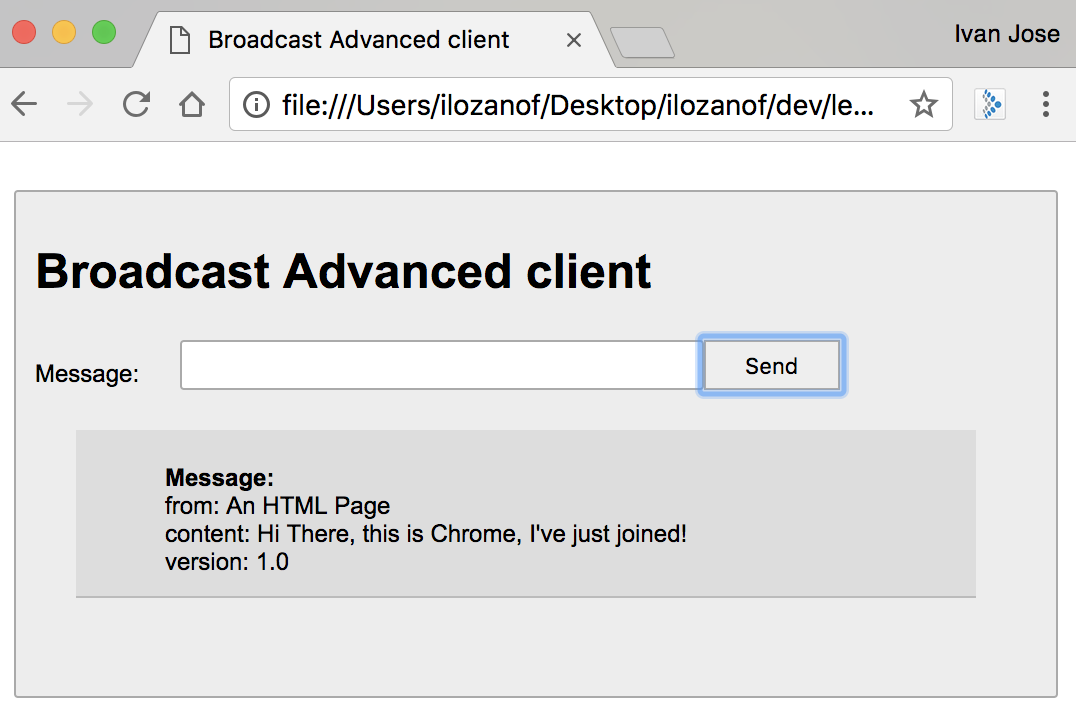 Broadcast Advanced client
Ivan Jose
file:///Users/ilozanof/Desktop/ilozanof/dev/le...
Broadcast Advanced client
Message:
Send
Message:
from: An HTML Page
content: Hi There, this is Chrome, I've just joined!
version: 1.0